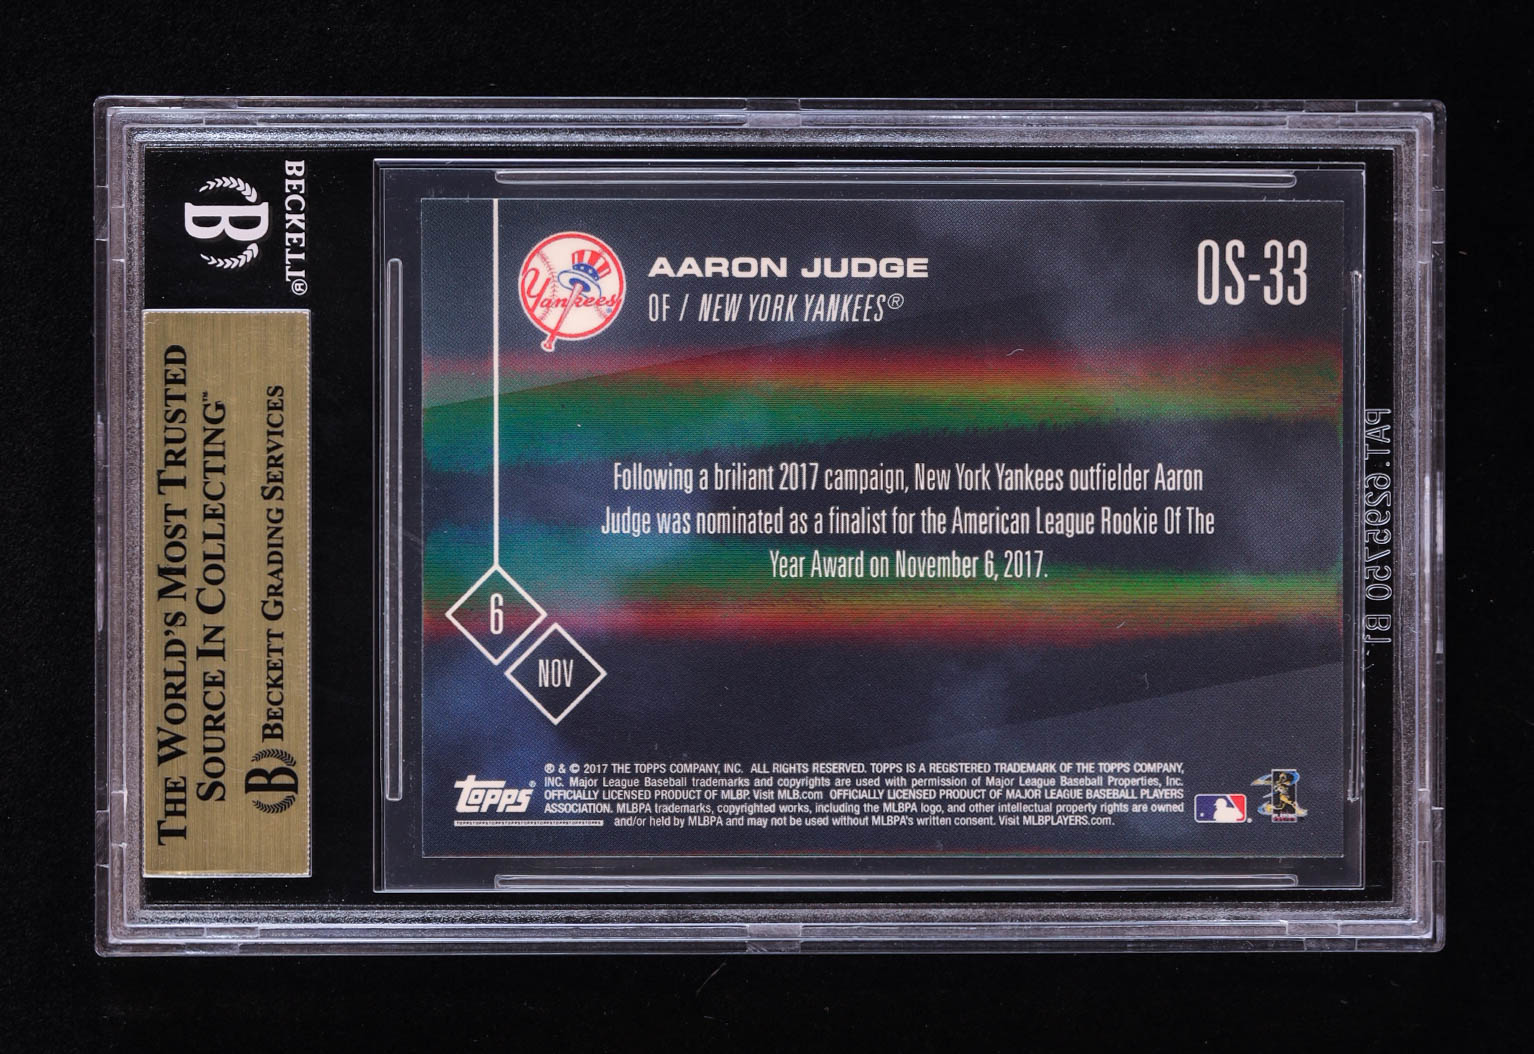 BECKETT®
B
THE WORLD'S MOST TRUSTED
SOURCE IN COLLECTING™
B BECKETT GRADING SERVICES
Yankees
AARON JUDGE
OF / NEW YORK YANKEES®
OS-33
Following a briliant 2017 campaign, New York Yankees outfielder Aaron
Judge was nominated as a finalist for the American League Rookie Of The
Year Award on November 6, 2017.
6
NOV
Topps®
® & © 2017 THE TOPPS COMPANY, INC. ALL RIGHTS RESERVED. TOPPS IS A REGISTERED TRADEMARK OF THE TOPPS COMPANY,
INC. Major League Baseball trademarks and copyrights are used with permission of Major League Baseball Properties, Inc.
OFFICIALLY LICENSED PRODUCT OF MLBP. Visit MLB.com OFFICIALLY LICENSED PRODUCT OF MAJOR LEAGUE BASEBALL PLAYERS
ASSOCIATION. MLBPA trademarks, copyrighted works, including the MLBPA logo, and other intellectual property rights are owned
and/or held by MLBPA and may not be used without MLBPA's written consent. Visit MLBPLAYERS.com.
PAT. 6295750 B1